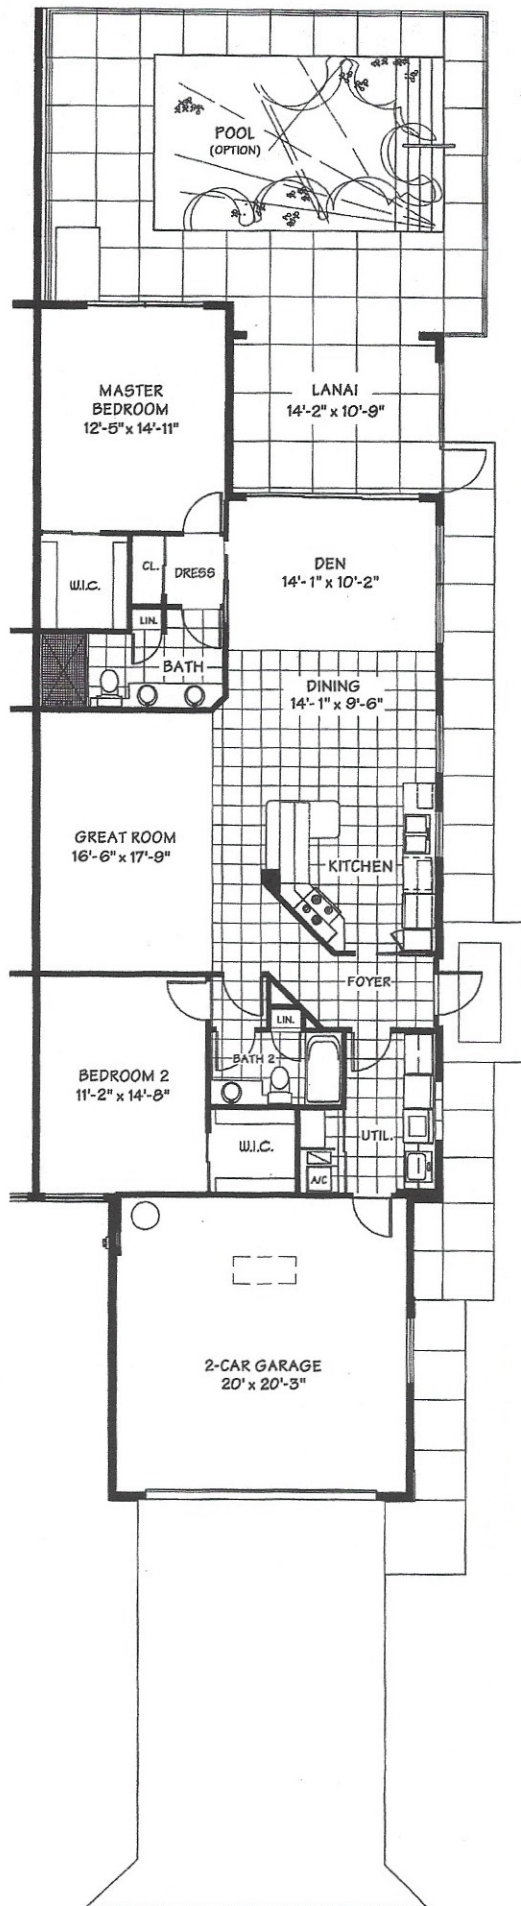 POOL
(OPTION)
MASTER
BEDROOM
12'-5" x 14'-11"
LANAI
14'-2" x 10'-9"
W.I.C.
CL.
DRESS
DEN
14'-1" x 10'-2"
LIN.
BATH
DINING
14'-1" x 9'-6"
GREAT ROOM
16'-6" x 17'-9"
KITCHEN
FOYER
LIN.
BATH 2
BEDROOM 2
11'-2" x 14'-8"
W.I.C.
UTIL.
A/C
2-CAR GARAGE
20' x 20'-3"